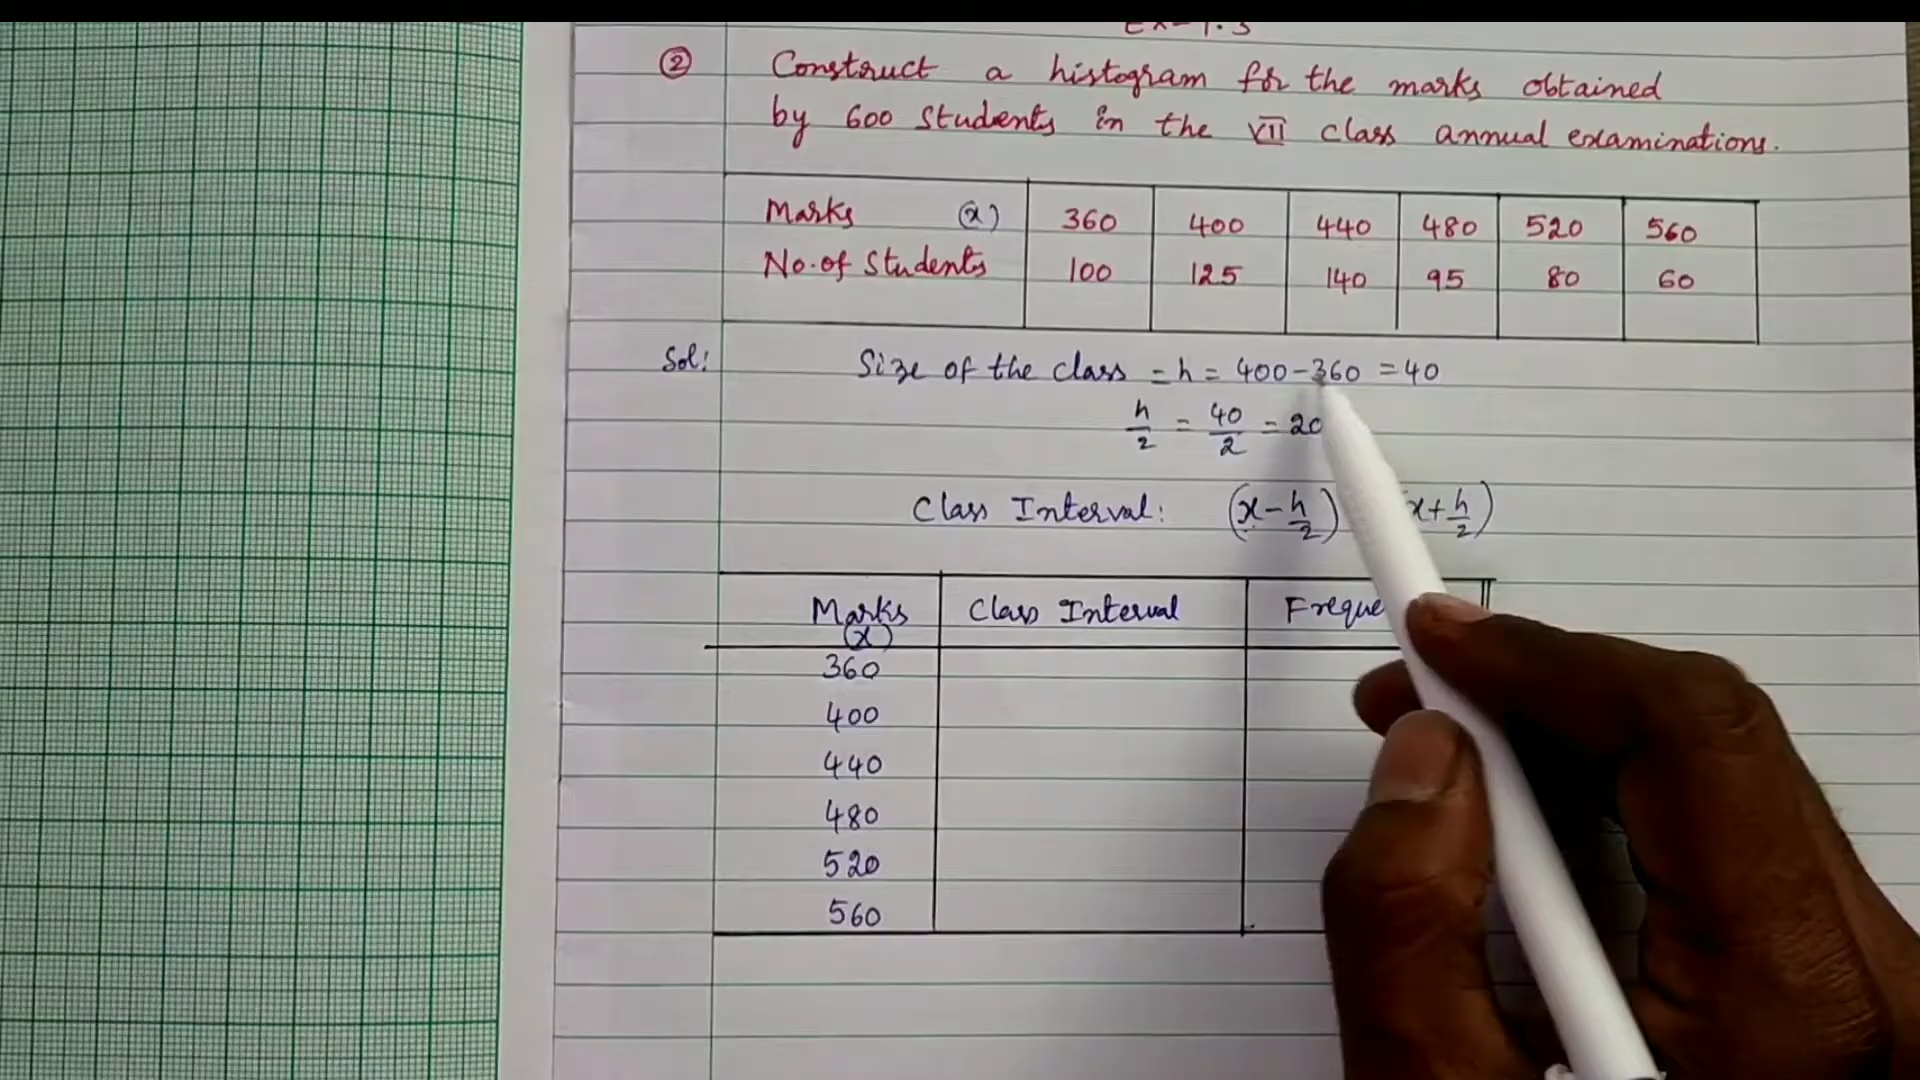 ② Construct a histogram for the marks obtained
by 600 students in the VII class annual examinations.
Marks (x) 360 400 440 480 520 560
No. of Students 100 125 140 95 80 60
Sol: Size of the class = h = 400 - 360 = 40
h/2 = 40/2 = 20
Class Interval: (x - h/2) x + h/2)
Marks (x) Class Interval
360
400
440
480
520
560